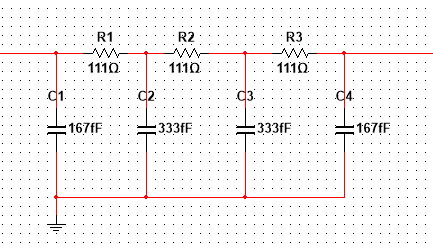 R1 R2 R3
111Ω 111Ω 111Ω
C1 C2 C3 C4
167fF 333fF 333fF 167fF